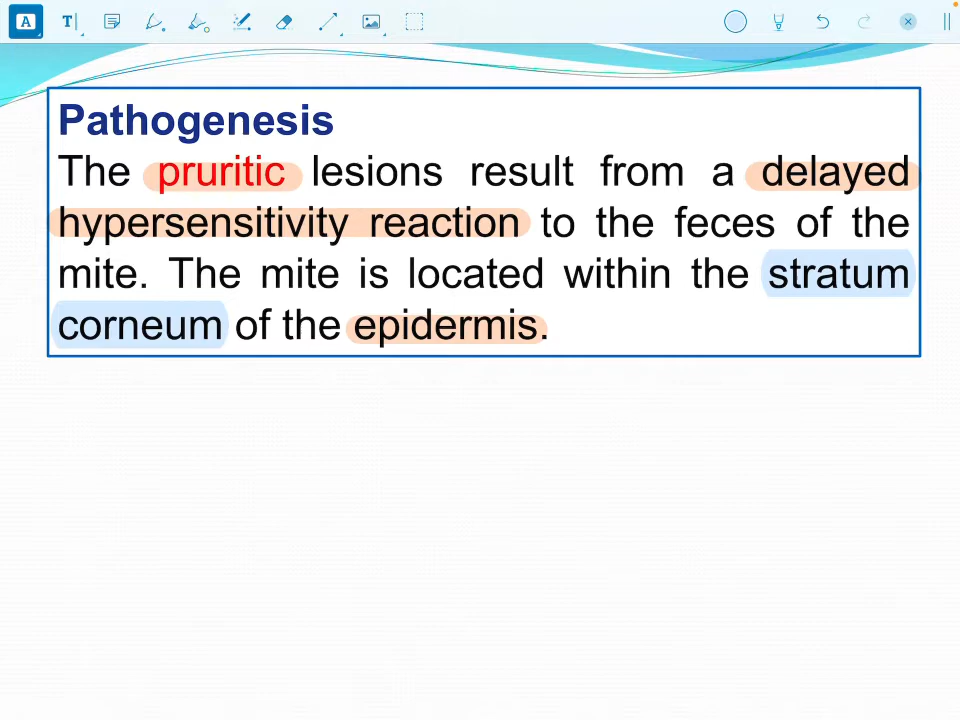 Pathogenesis
The pruritic lesions result from a delayed
hypersensitivity reaction to the feces of the
mite. The mite is located within the stratum
corneum of the epidermis.